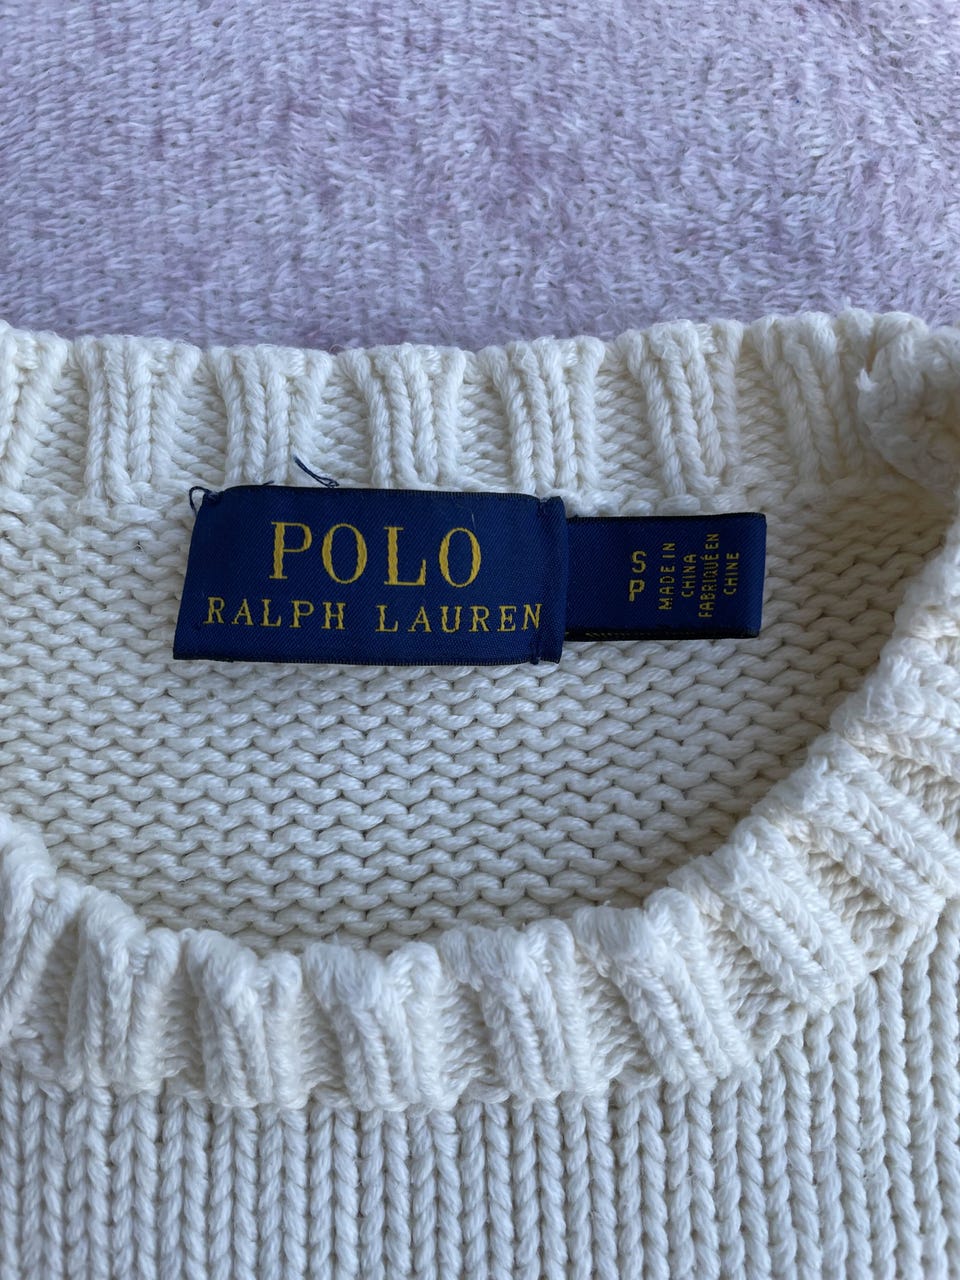 POLO
RALPH LAUREN
S
P
MADE IN
CHINA
FABRIQUÉ EN
CHINE